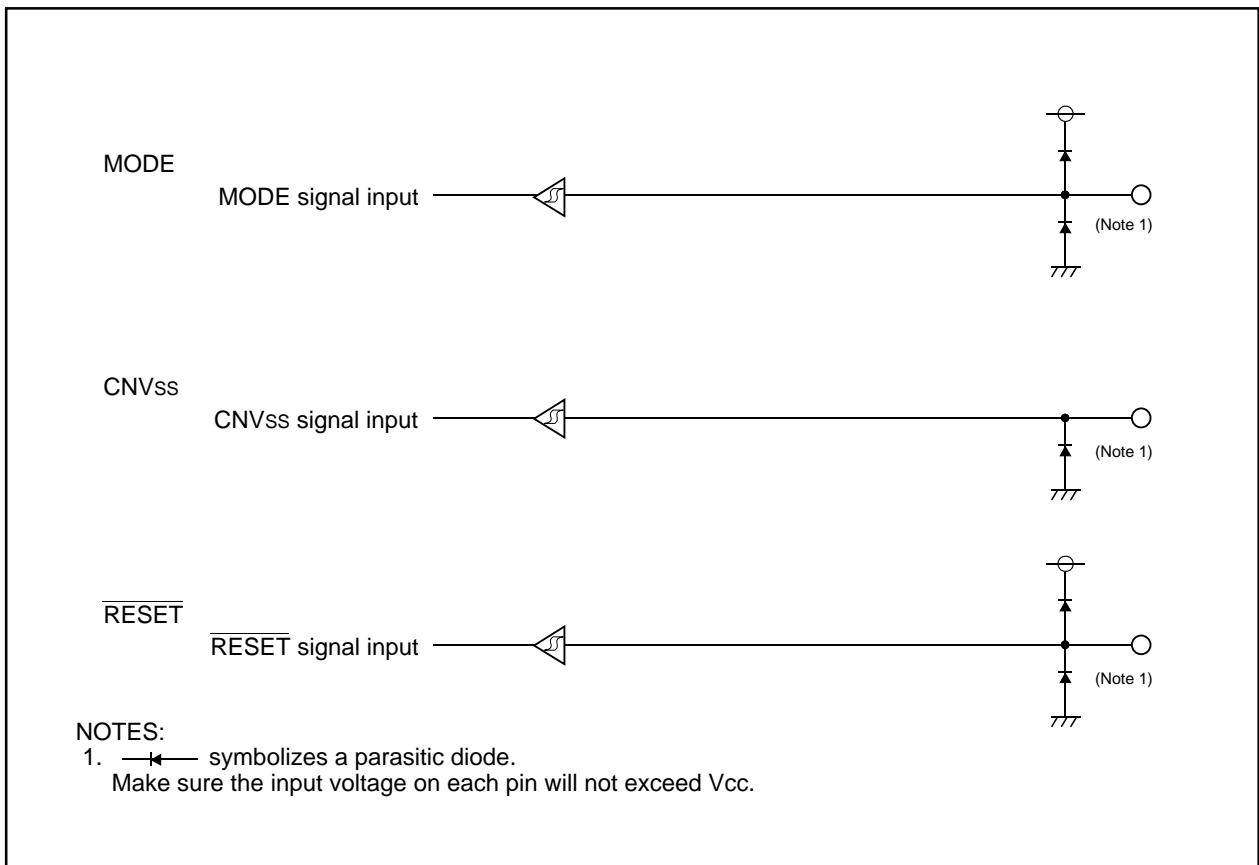 MODE
MODE signal input
(Note 1)
CNVss
CNVss signal input
(Note 1)
RESET
RESET signal input
(Note 1)
NOTES:
1. symbolizes a parasitic diode.
Make sure the input voltage on each pin will not exceed Vcc.